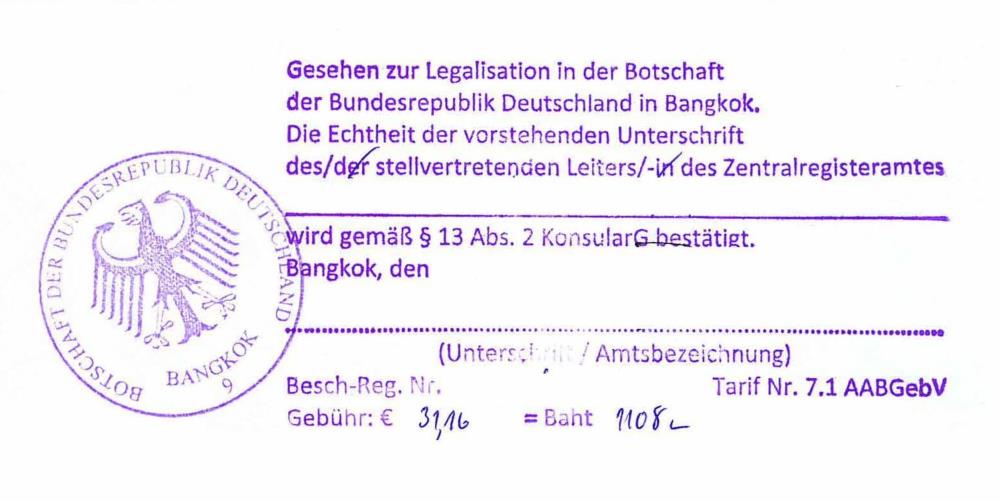 Gesehen zur Legalisation in der Botschaft
der Bundesrepublik Deutschland in Bangkok.
Die Echtheit der vorstehenden Unterschrift
des/der stellvertretenden Leiters/-in des Zentralregisteramtes
wird gemäß § 13 Abs. 2 KonsularG bestätigt.
Bangkok, den
(Unterschrift / Amtsbezeichnung)
Besch-Reg. Nr. Tarif Nr. 7.1 AABGebV
Gebühr: € 31,16 = Baht 1108,-
BOTSCHAFT DER BUNDESREPUBLIK DEUTSCHLAND
BANGKOK
9